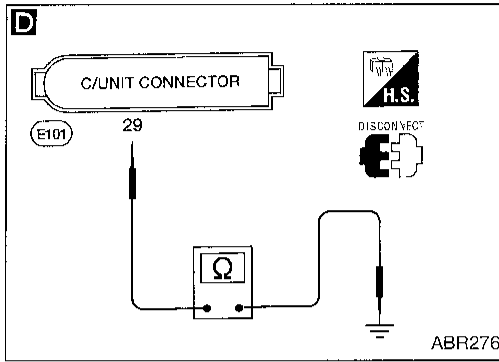 D
C/UNIT CONNECTOR
E101
29
H.S.
DISCONNECT
Ω
ABR276